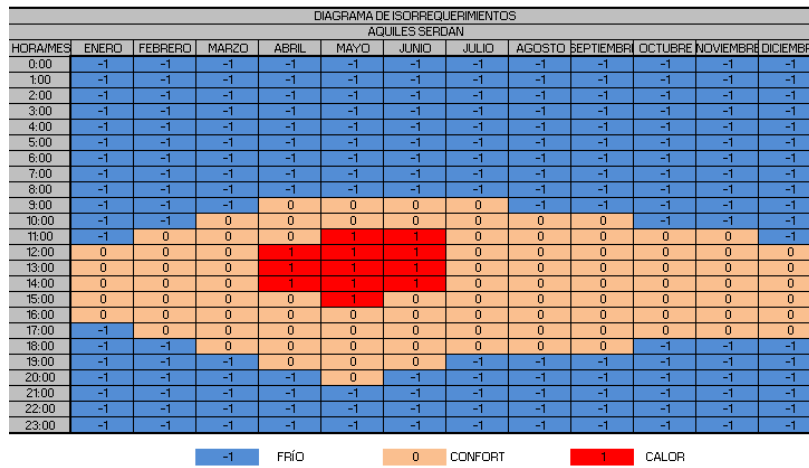 DIAGRAMA DE ISORREQUERIMIENTOS
AQUILES SERDAN
HORA/MES ENERO FEBRERO MARZO ABRIL MAYO JUNIO JULIO AGOSTO SEPTIEMBRE OCTUBRE NOVIEMBRE DICIEMBR
0:00 -1 -1 -1 -1 -1 -1 -1 -1 -1 -1 -1 -1
1:00 -1 -1 -1 -1 -1 -1 -1 -1 -1 -1 -1 -1
2:00 -1 -1 -1 -1 -1 -1 -1 -1 -1 -1 -1 -1
3:00 -1 -1 -1 -1 -1 -1 -1 -1 -1 -1 -1 -1
4:00 -1 -1 -1 -1 -1 -1 -1 -1 -1 -1 -1 -1
5:00 -1 -1 -1 -1 -1 -1 -1 -1 -1 -1 -1 -1
6:00 -1 -1 -1 -1 -1 -1 -1 -1 -1 -1 -1 -1
7:00 -1 -1 -1 -1 -1 -1 -1 -1 -1 -1 -1 -1
8:00 -1 -1 -1 -1 -1 -1 -1 -1 -1 -1 -1 -1
9:00 -1 -1 -1 0 0 0 0 -1 -1 -1 -1 -1
10:00 -1 -1 0 0 0 0 0 0 0 -1 -1 -1
11:00 -1 0 0 0 1 1 0 0 0 0 0 -1
12:00 0 0 0 1 1 1 0 0 0 0 0 0
13:00 0 0 0 1 1 1 0 0 0 0 0 0
14:00 0 0 0 1 1 1 0 0 0 0 0 0
15:00 0 0 0 0 1 0 0 0 0 0 0 0
16:00 0 0 0 0 0 0 0 0 0 0 0 0
17:00 -1 0 0 0 0 0 0 0 0 0 0 0
18:00 -1 -1 0 0 0 0 0 0 0 -1 -1 -1
19:00 -1 -1 -1 0 0 0 -1 -1 -1 -1 -1 -1
20:00 -1 -1 -1 -1 0 -1 -1 -1 -1 -1 -1 -1
21:00 -1 -1 -1 -1 -1 -1 -1 -1 -1 -1 -1 -1
22:00 -1 -1 -1 -1 -1 -1 -1 -1 -1 -1 -1 -1
23:00 -1 -1 -1 -1 -1 -1 -1 -1 -1 -1 -1 -1
-1 FRÍO 0 CONFORT 1 CALOR